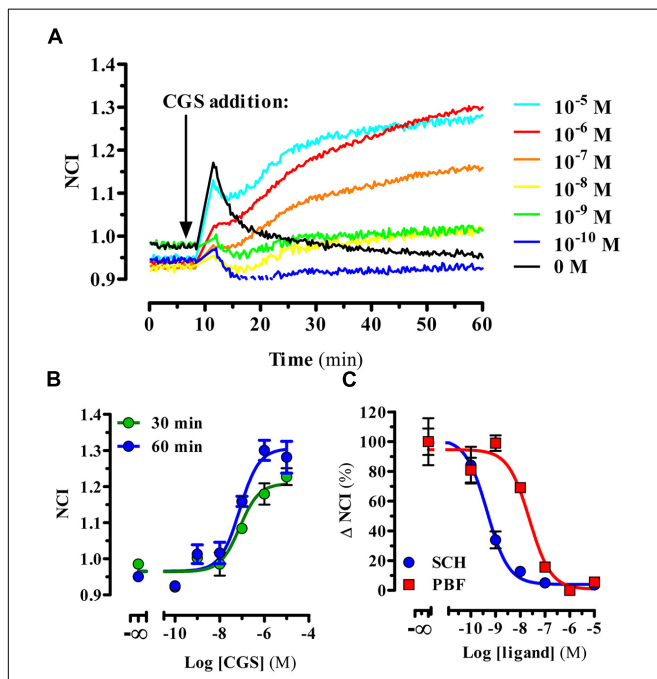 A
CGS addition:
NCI
1.4
1.3
1.2
1.1
1.0
0.9
0 10 20 30 40 50 60
Time (min)
10-5 M
10-6 M
10-7 M
10-8 M
10-9 M
10-10 M
0 M
B
30 min
60 min
NCI
1.4
1.3
1.2
1.1
1.0
0.9
-∞ -10 -8 -6 -4
Log [CGS] (M)
C
Δ NCI (%)
120
100
80
60
40
20
0
SCH
PBF
-∞ -10 -9 -8 -7 -6 -5
Log [ligand] (M)